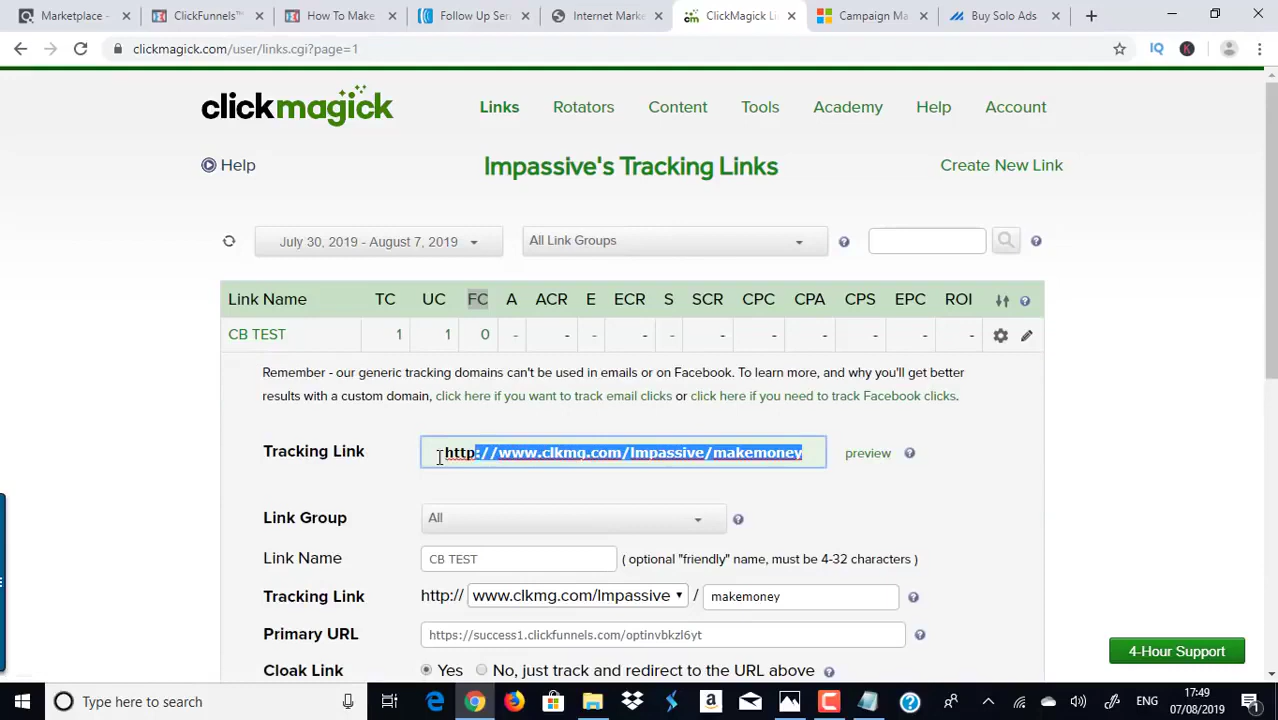 Marketplace -
ClickFunnels™
How To Make
Follow Up Ser
Internet Marke
ClickMagick Li
Campaign Ma
Buy Solo Ads
clickmagick.com/user/links.cgi?page=1
clickmagick
Links Rotators Content Tools Academy Help Account
Help
Impassive's Tracking Links
Create New Link
July 30, 2019 - August 7, 2019
All Link Groups
Link Name TC UC FC A ACR E ECR S SCR CPC CPA CPS EPC ROI
CB TEST 1 1 0 - - - - - - - - - - -
Remember - our generic tracking domains can't be used in emails or on Facebook. To learn more, and why you'll get better
results with a custom domain, click here if you want to track email clicks or click here if you need to track Facebook clicks.
Tracking Link
http://www.clkmg.com/Impassive/makemoney
preview
Link Group
All
Link Name
CB TEST
( optional "friendly" name, must be 4-32 characters )
Tracking Link
http:// www.clkmg.com/Impassive / makemoney
Primary URL
https://success1.clickfunnels.com/optinvbkzl6yt
Cloak Link
Yes
No, just track and redirect to the URL above
4-Hour Support
Type here to search
ENG
17:49
07/08/2019